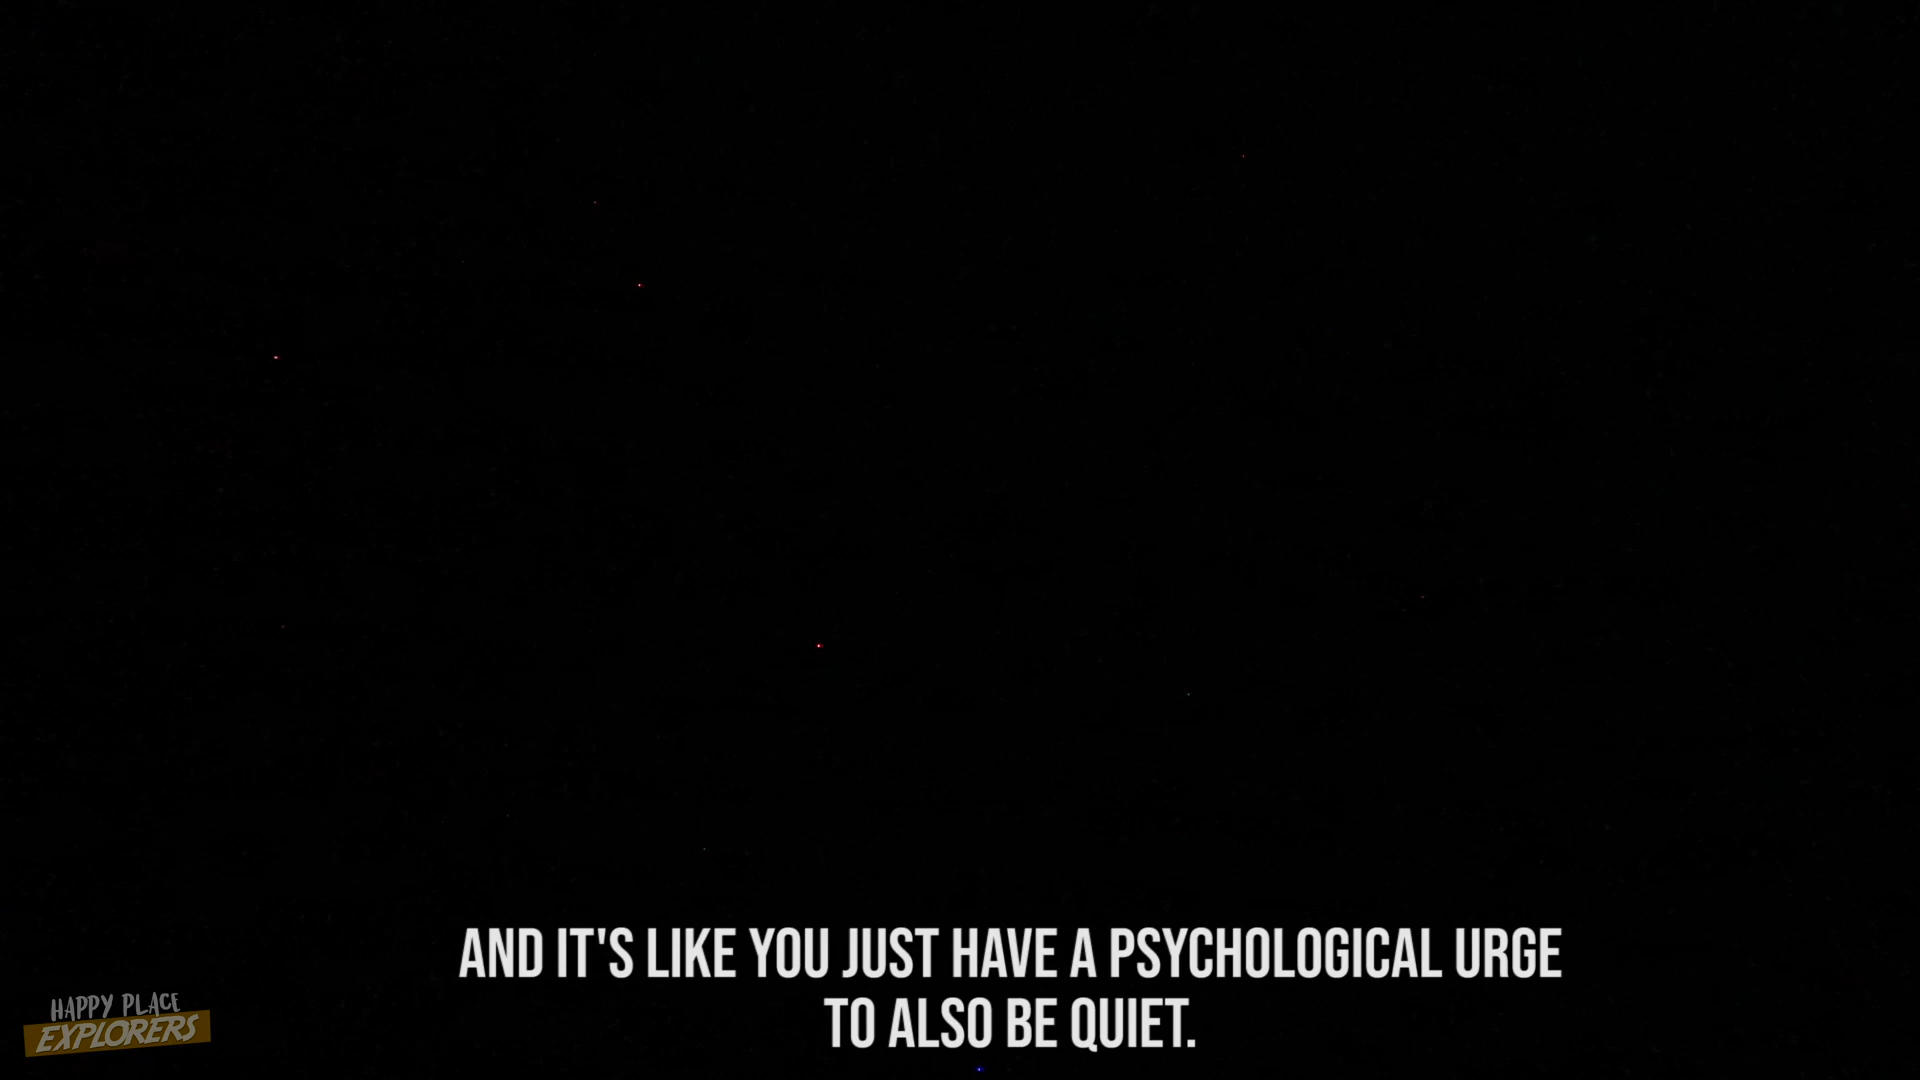 AND IT'S LIKE YOU JUST HAVE A PSYCHOLOGICAL URGE
TO ALSO BE QUIET.
HAPPY PLACE
EXPLORERS